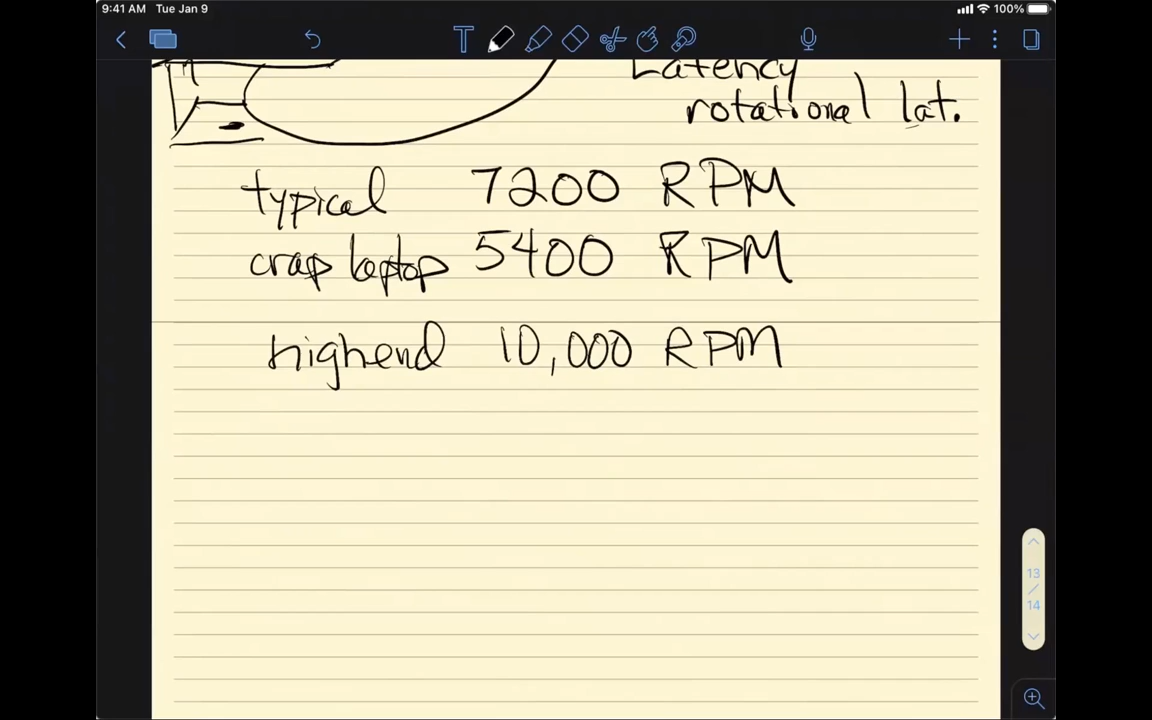 9:41 AM Tue Jan 9
100%
T
Latency
rotational lat.
typical 7200 RPM
crap laptop 5400 RPM
highend 10,000 RPM
13
/
14